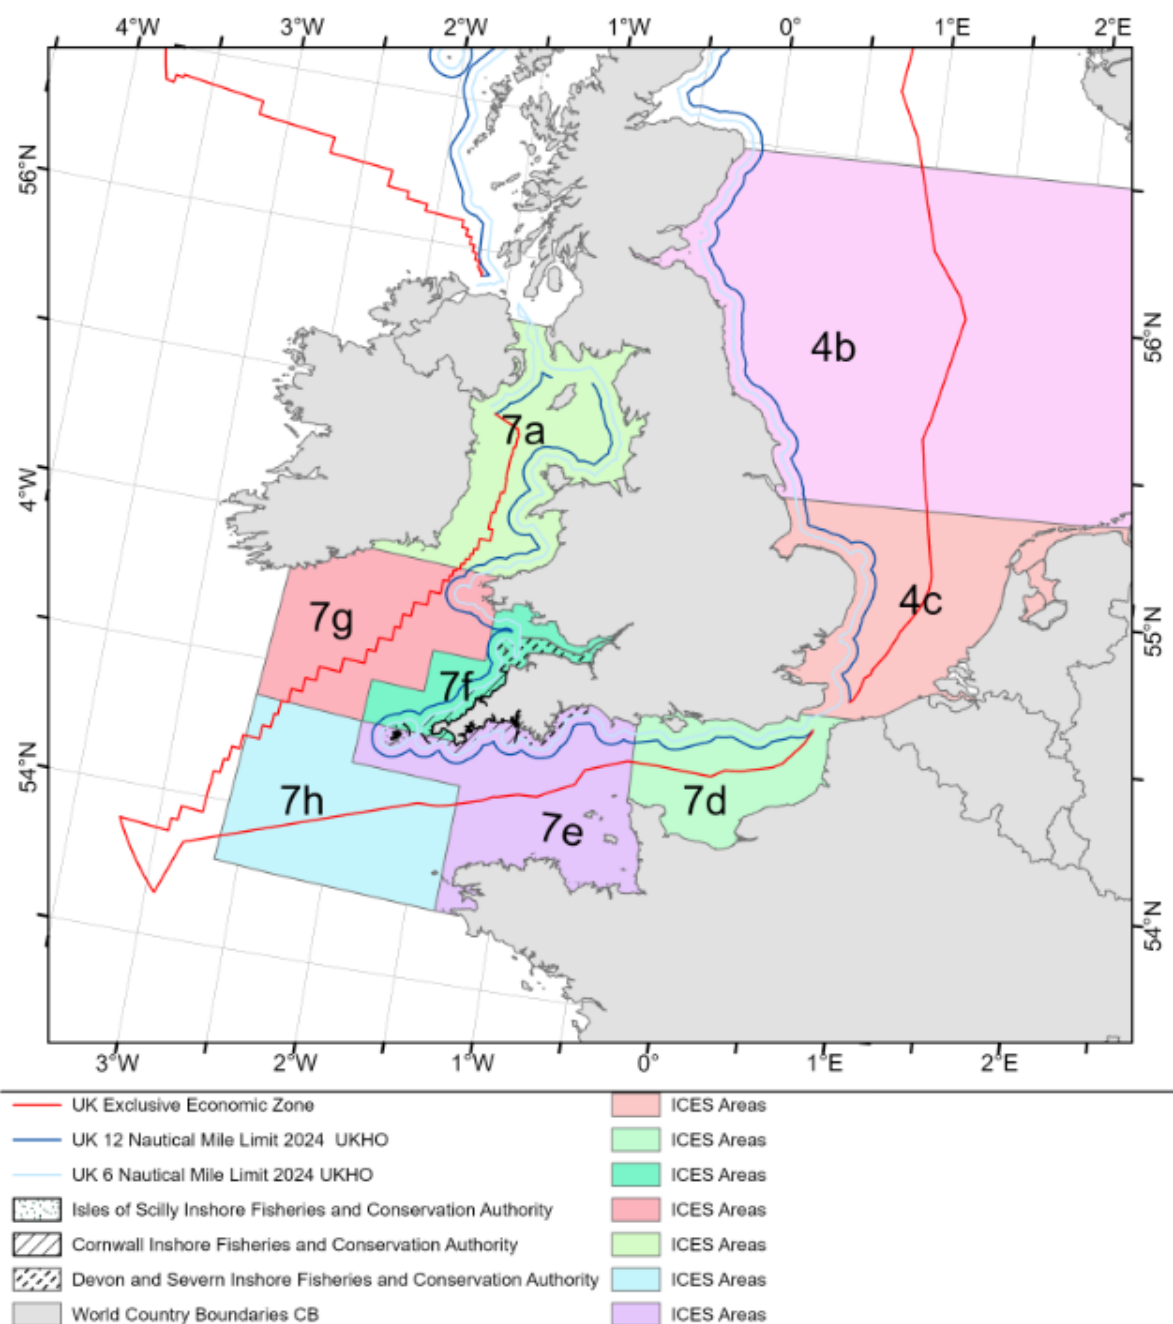 4°W 3°W 2°W 1°W 0° 1°E 2°E
56°N
56°N
4b
7a
4°W
4c
55°N
7g
7f
54°N
7h
7d
7e
54°N
3°W 2°W 1°W 0° 1°E 2°E
UK Exclusive Economic Zone ICES Areas
UK 12 Nautical Mile Limit 2024 UKHO ICES Areas
UK 6 Nautical Mile Limit 2024 UKHO ICES Areas
Isles of Scilly Inshore Fisheries and Conservation Authority ICES Areas
Cornwall Inshore Fisheries and Conservation Authority ICES Areas
Devon and Severn Inshore Fisheries and Conservation Authority ICES Areas
World Country Boundaries CB ICES Areas